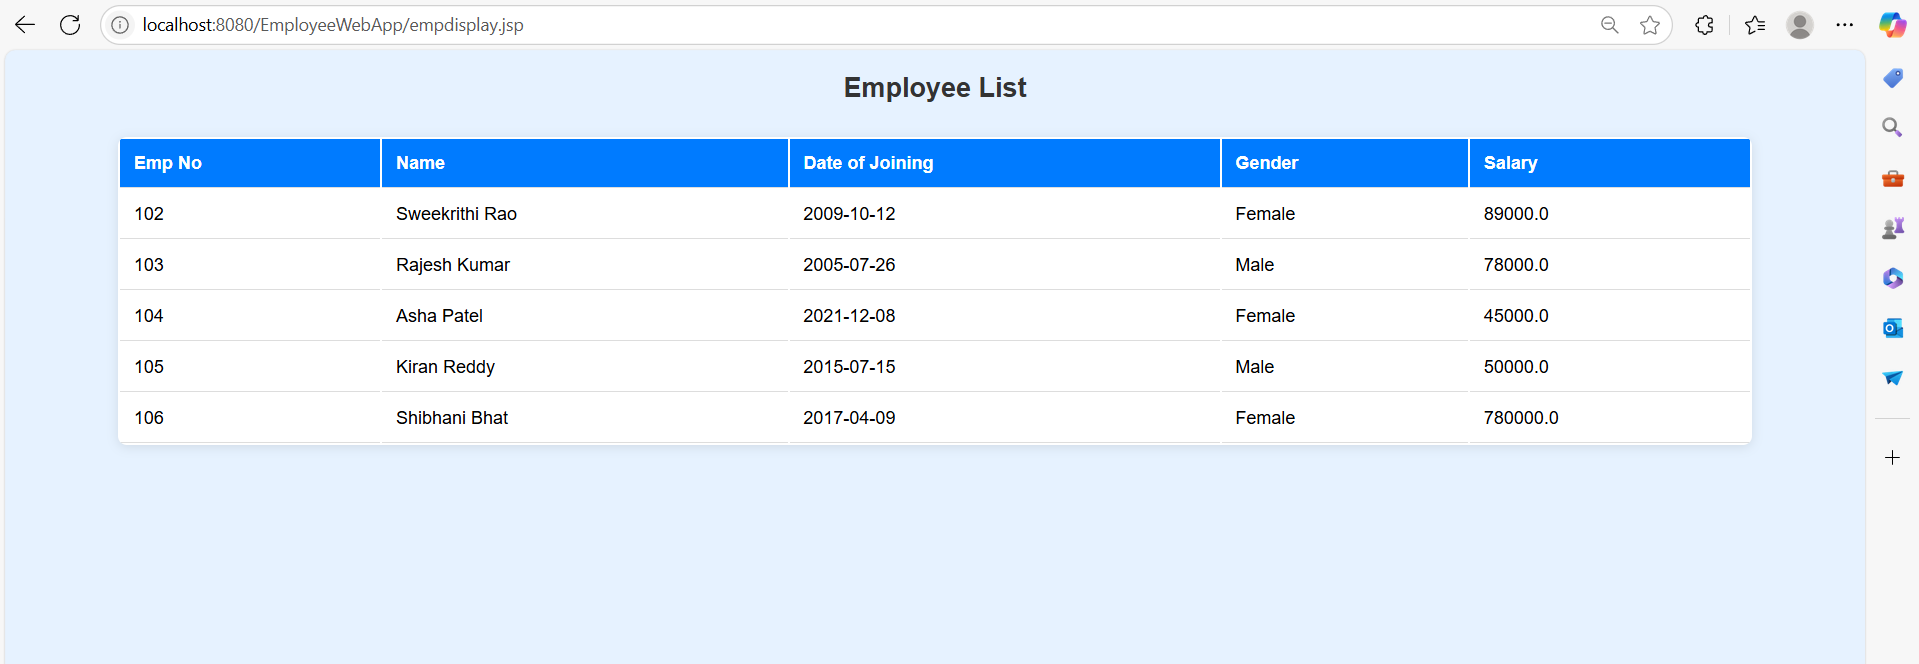 localhost:8080/EmployeeWebApp/empdisplay.jsp
Employee List
Emp No Name Date of Joining Gender Salary
102 Sweekrithi Rao 2009-10-12 Female 89000.0
103 Rajesh Kumar 2005-07-26 Male 78000.0
104 Asha Patel 2021-12-08 Female 45000.0
105 Kiran Reddy 2015-07-15 Male 50000.0
106 Shibhani Bhat 2017-04-09 Female 780000.0